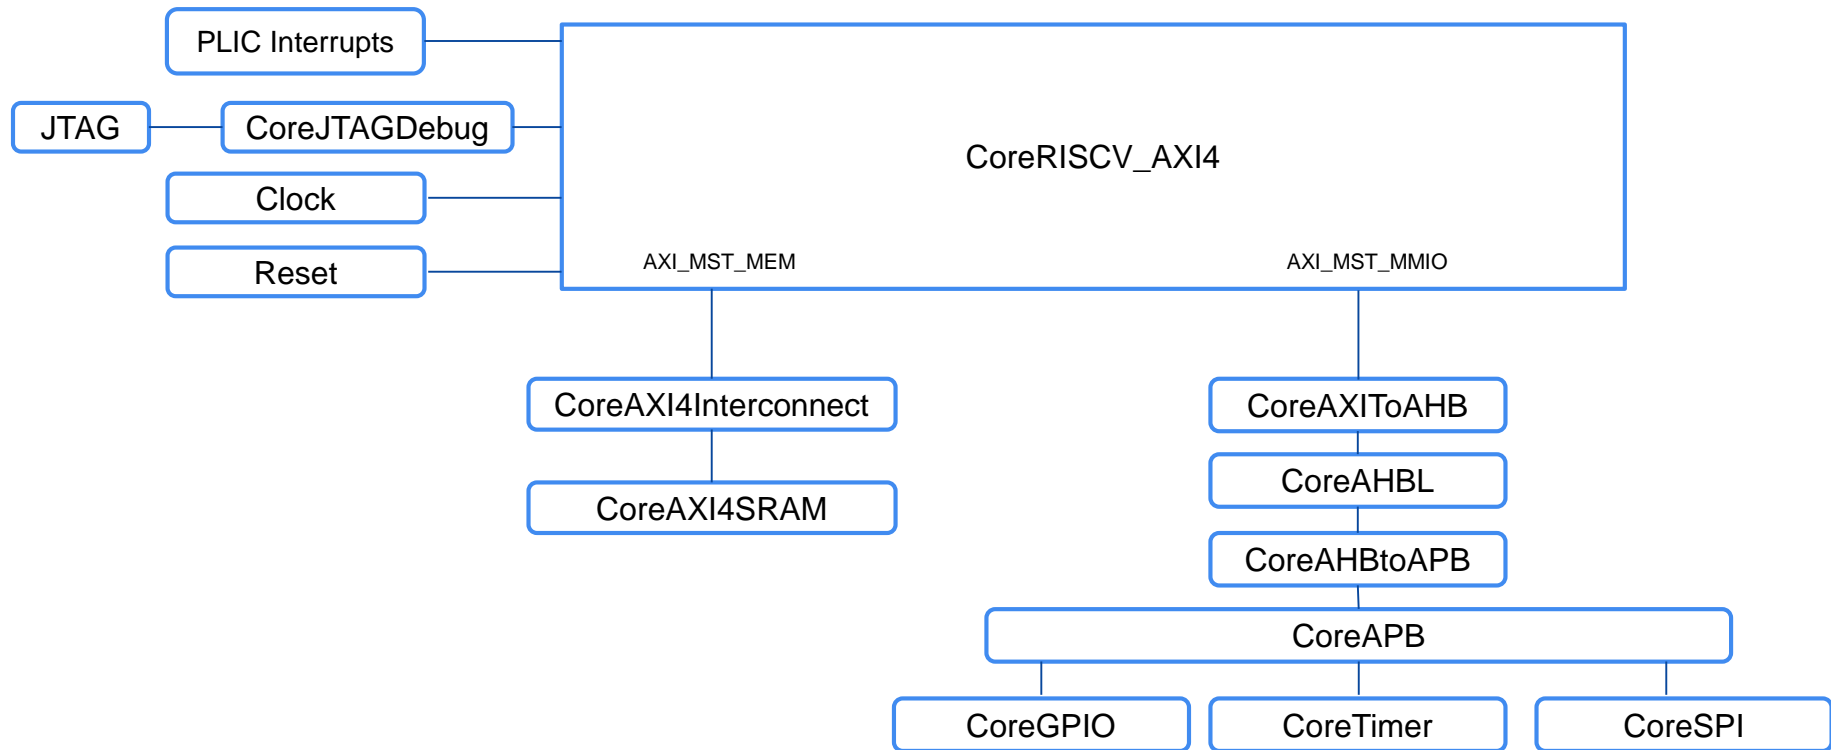 PLIC Interrupts
JTAG
CoreJTAGDebug
CoreRISCV_AXI4
Clock
Reset
AXI_MST_MEM
AXI_MST_MMIO
CoreAXI4Interconnect
CoreAXIToAHB
CoreAHBL
CoreAXI4SRAM
CoreAHBtoAPB
CoreAPB
CoreGPIO
CoreTimer
CoreSPI